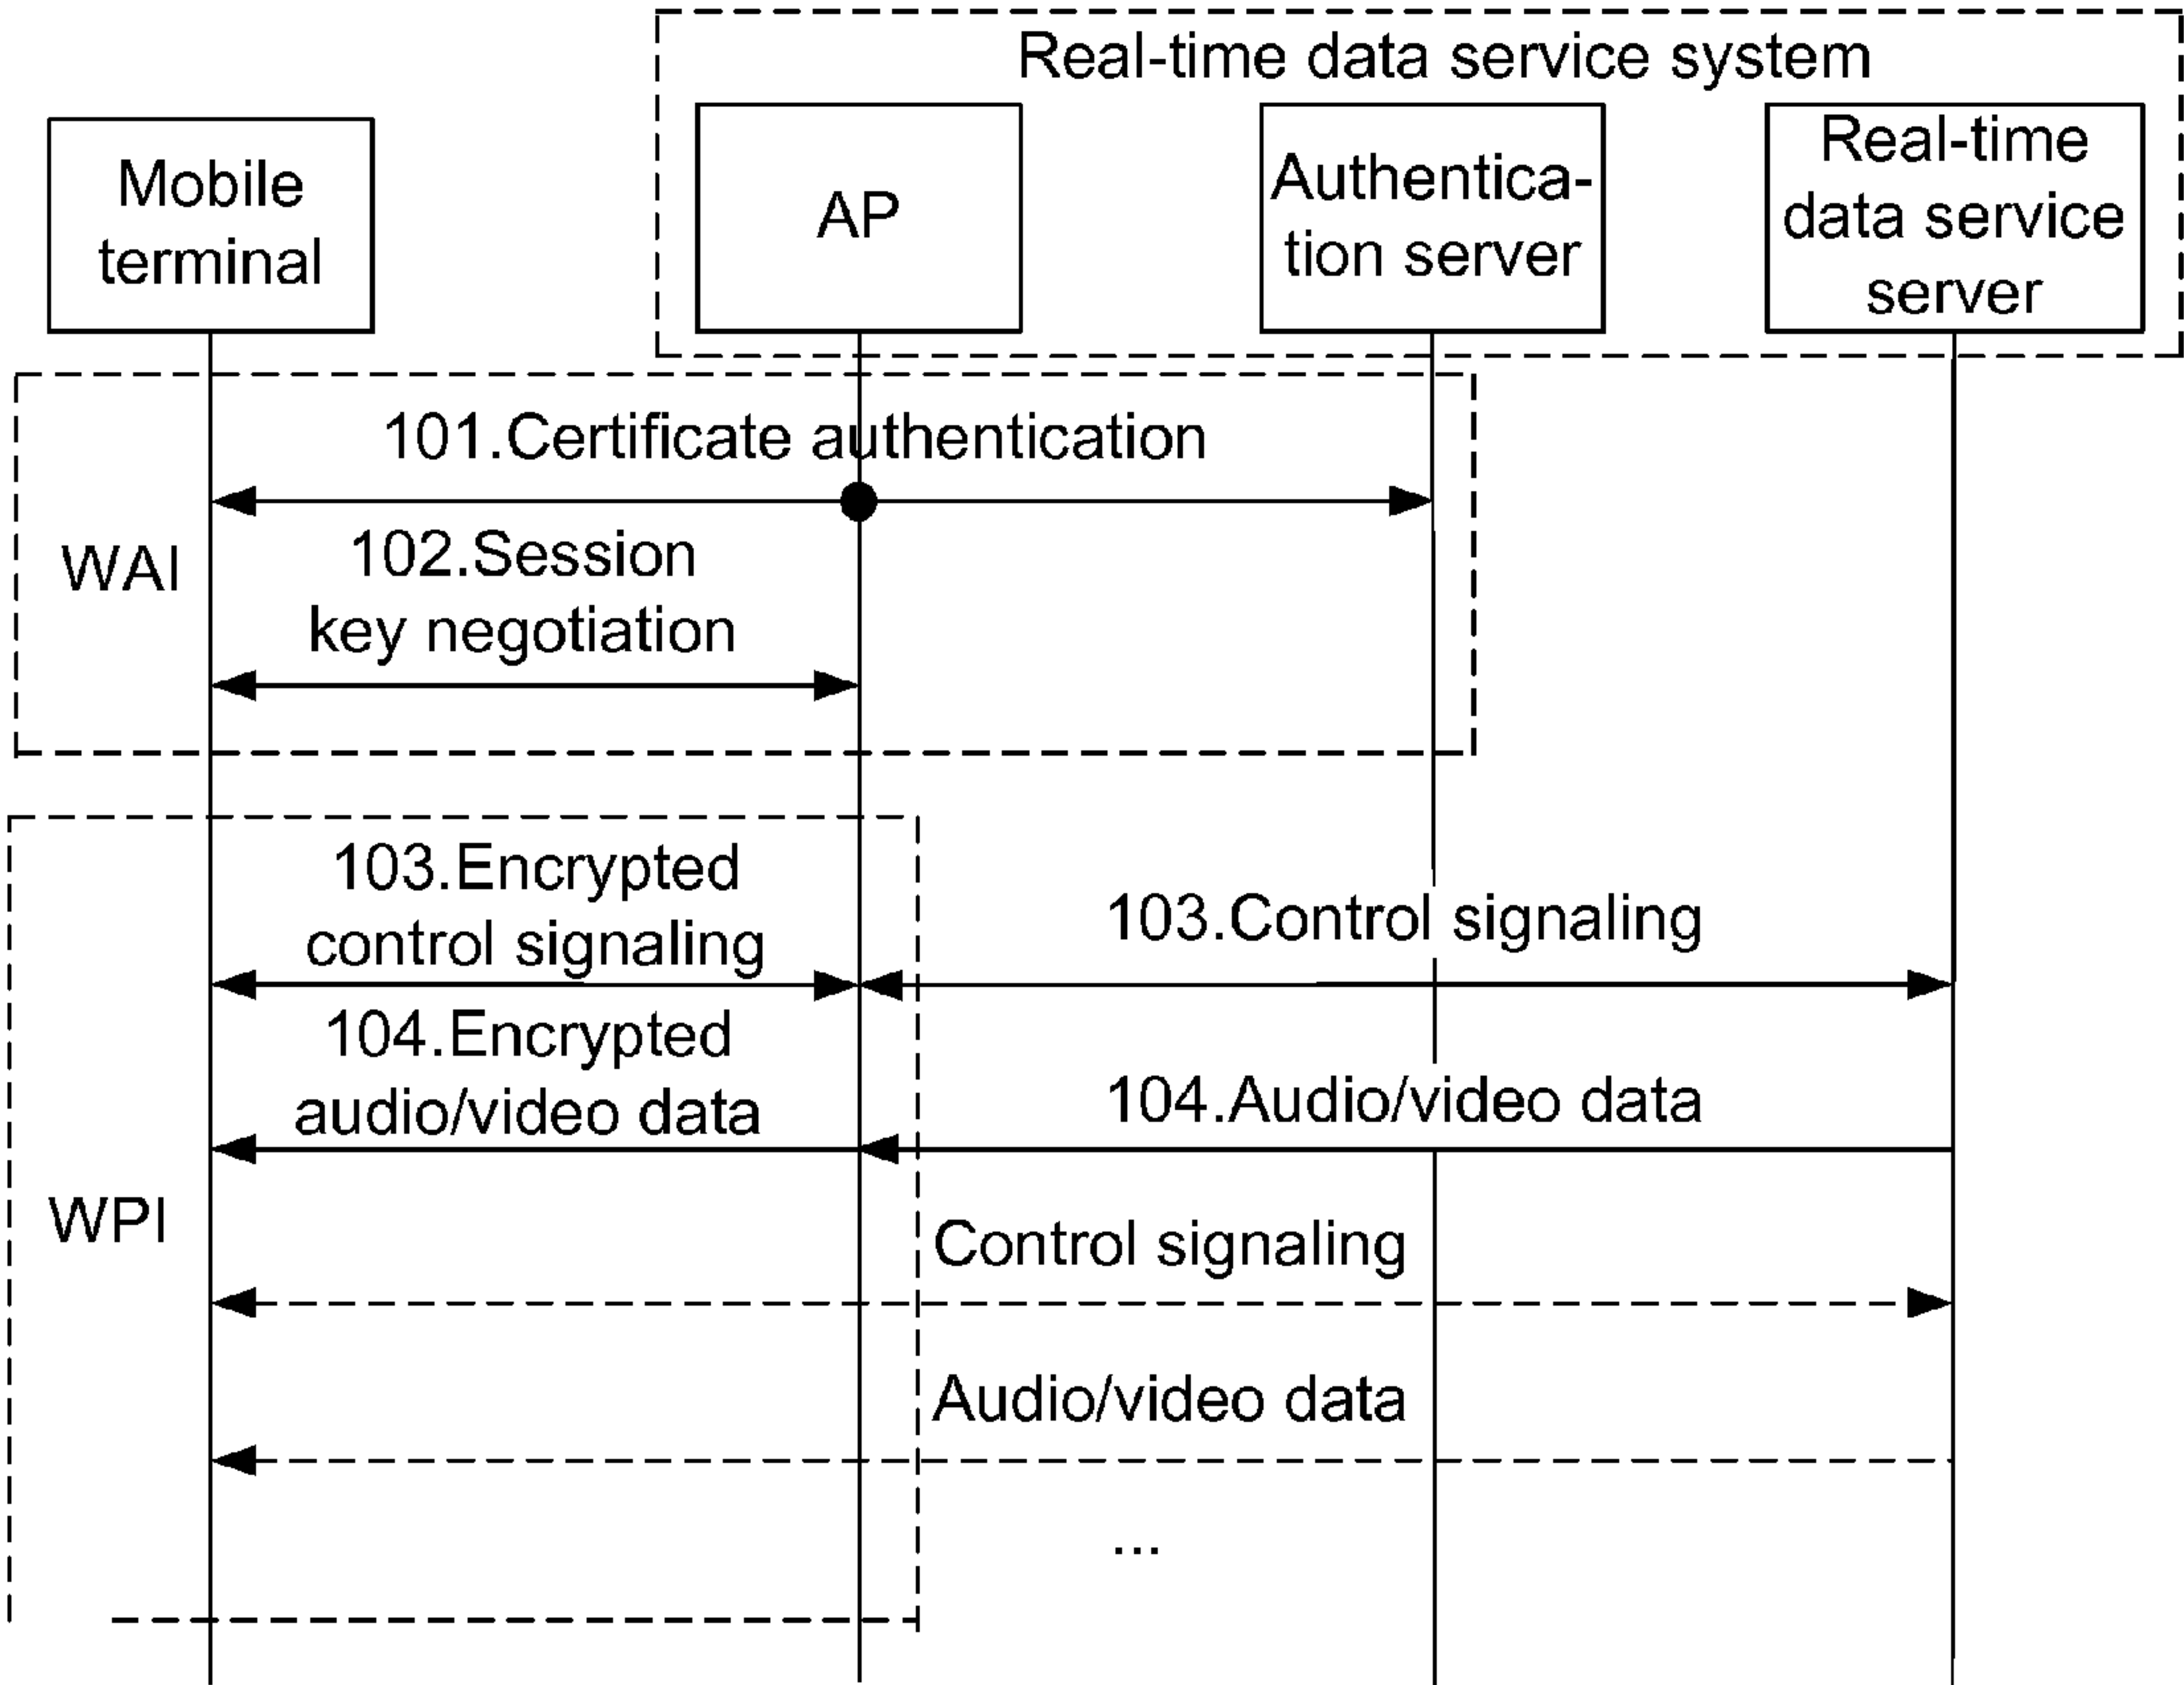 Real-time data service system
Mobile
terminal
AP
Authentica-
tion server
Real-time
data service
server
101.Certificate authentication
WAI
102.Session
key negotiation
103.Encrypted
control signaling
103.Control signaling
104.Encrypted
audio/video data
104.Audio/video data
WPI
Control signaling
Audio/video data
...